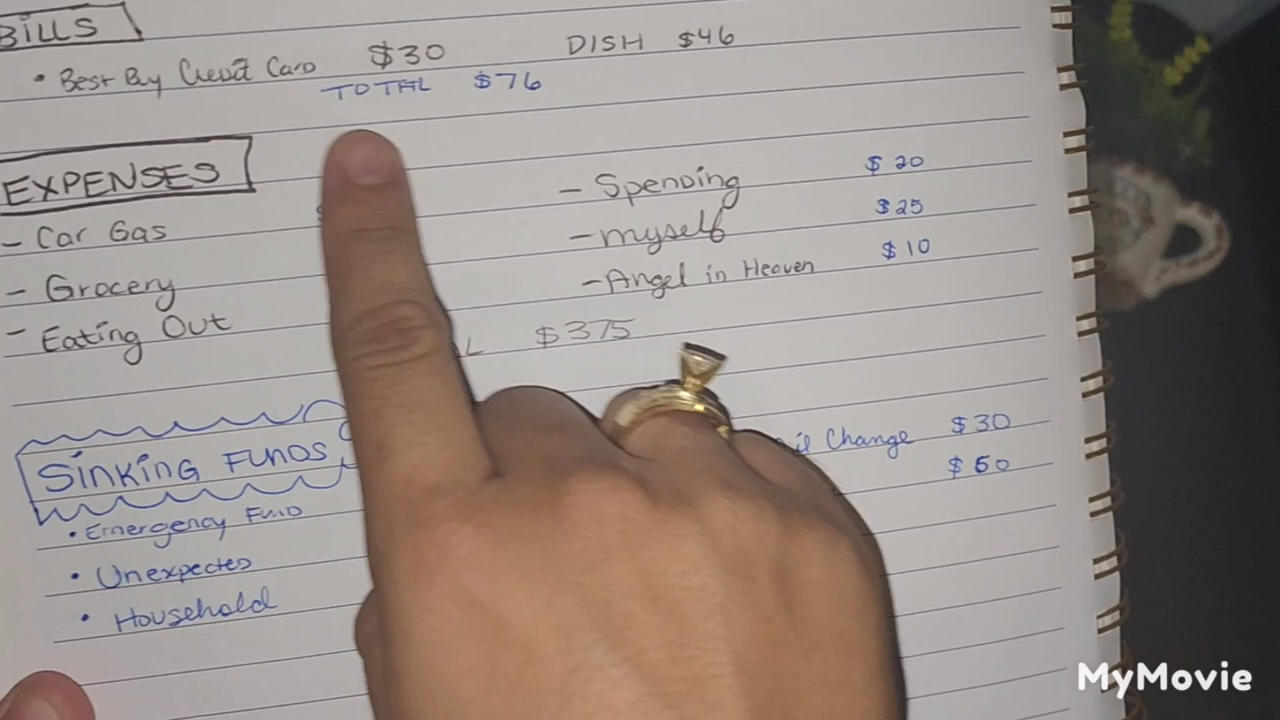 BILLS
• Best Buy Credit Card $30 DISH $46
TOTAL $76
EXPENSES
- Car Gas
- Grocery
- Eating Out
- Spending $20
- myself $25
- Angel in Heaven $10
$375
SINKING FUNDS
• Emergency Fund
• Unexpected
• Household
Change $30
$50
MyMovie